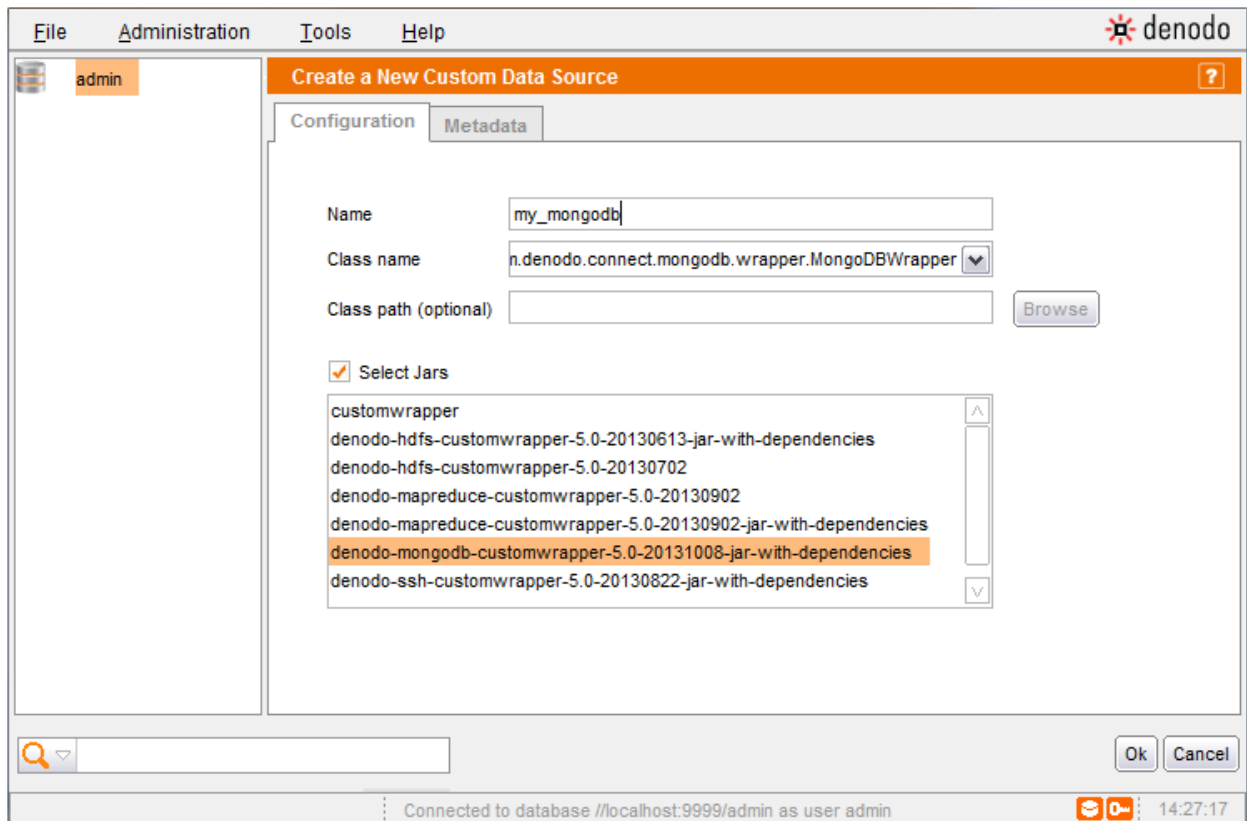 File Administration Tools Help denodo
admin
Create a New Custom Data Source ?
Configuration Metadata
Name my_mongodb
Class name n.denodo.connect.mongodb.wrapper.MongoDBWrapper
Class path (optional) Browse
Select Jars
customwrapper
denodo-hdfs-customwrapper-5.0-20130613-jar-with-dependencies
denodo-hdfs-customwrapper-5.0-20130702
denodo-mapreduce-customwrapper-5.0-20130902
denodo-mapreduce-customwrapper-5.0-20130902-jar-with-dependencies
denodo-mongodb-customwrapper-5.0-20131008-jar-with-dependencies
denodo-ssh-customwrapper-5.0-20130822-jar-with-dependencies
Ok Cancel
Connected to database //localhost:9999/admin as user admin 14:27:17